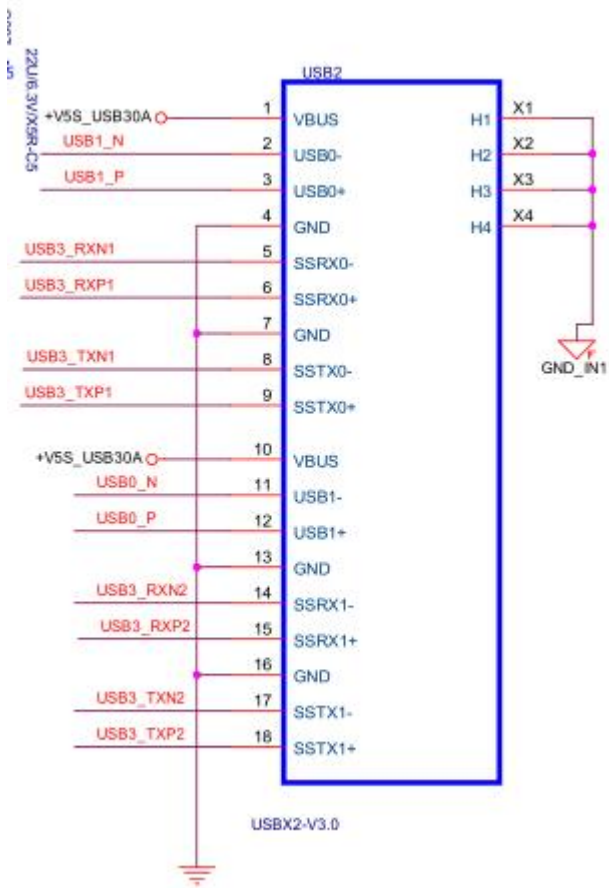 22U/6.3V/X5R-C5
USB2
+V5S_USB30A 1 VBUS H1 X1
USB1_N 2 USB0- H2 X2
USB1_P 3 USB0+ H3 X3
4 GND H4 X4
USB3_RXN1 5 SSRX0-
USB3_RXP1 6 SSRX0+
7 GND
GND_IN1
USB3_TXN1 8 SSTX0-
USB3_TXP1 9 SSTX0+
+V5S_USB30A 10 VBUS
USB0_N 11 USB1-
USB0_P 12 USB1+
13 GND
USB3_RXN2 14 SSRX1-
USB3_RXP2 15 SSRX1+
16 GND
USB3_TXN2 17 SSTX1-
USB3_TXP2 18 SSTX1+
USBX2-V3.0